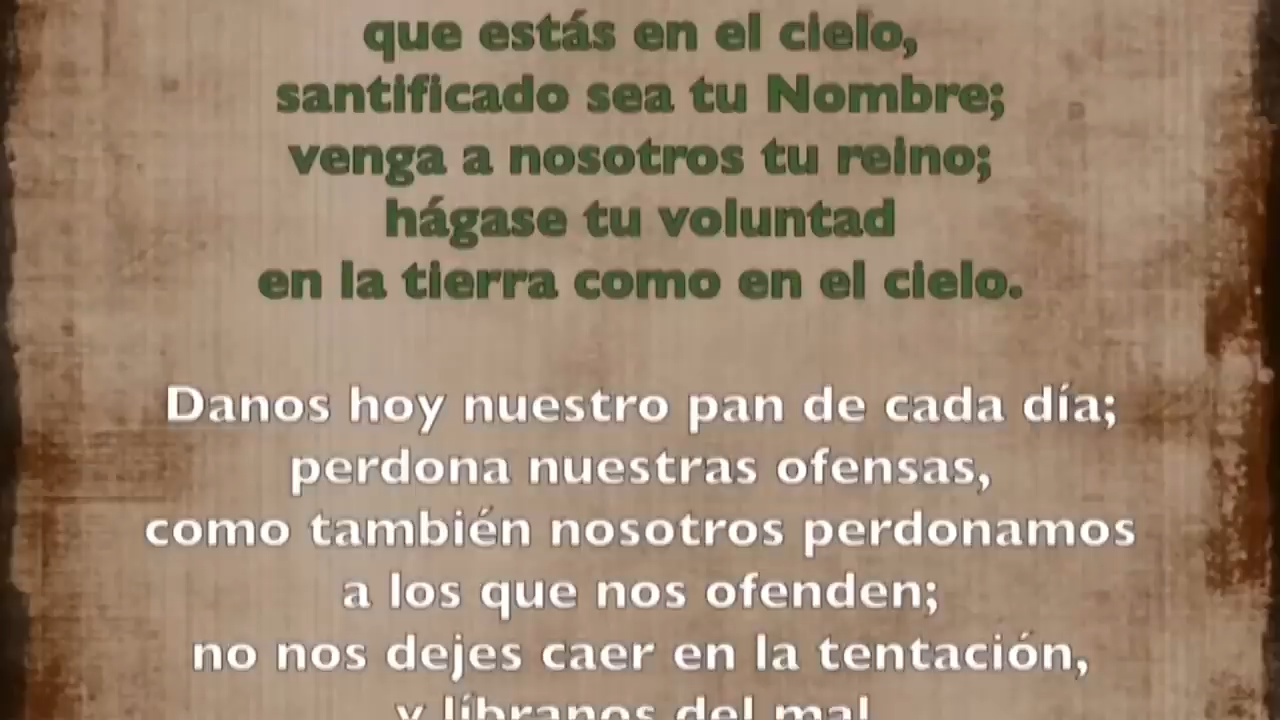 que estás en el cielo,
santificado sea tu Nombre;
venga a nosotros tu reino;
hágase tu voluntad
en la tierra como en el cielo.
Danos hoy nuestro pan de cada día;
perdona nuestras ofensas,
como también nosotros perdonamos
a los que nos ofenden;
no nos dejes caer en la tentación,
y líbranos del mal